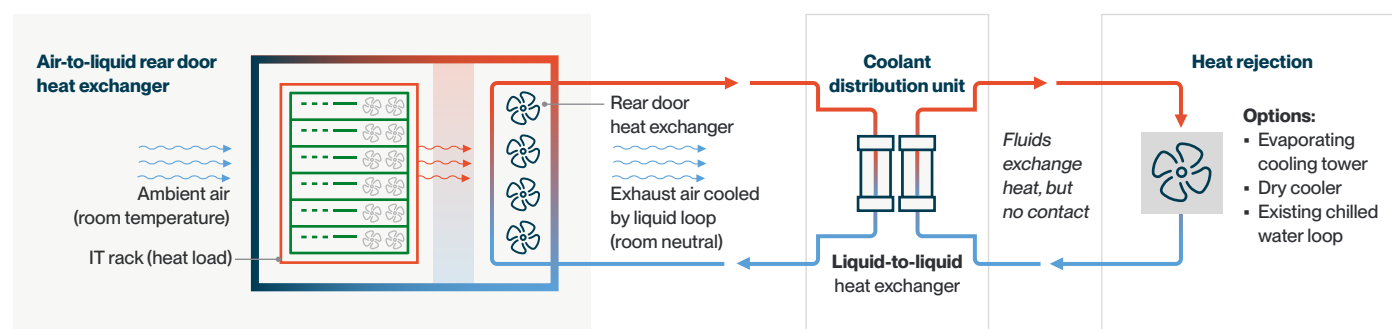 Air-to-liquid rear door
heat exchanger
Ambient air
(room temperature)
IT rack (heat load)
Rear door
heat exchanger
Exhaust air cooled
by liquid loop
(room neutral)
Coolant
distribution unit
Liquid-to-liquid
heat exchanger
Fluids
exchange
heat, but
no contact
Heat rejection
Options:
▪ Evaporating
cooling tower
▪ Dry cooler
▪ Existing chilled
water loop